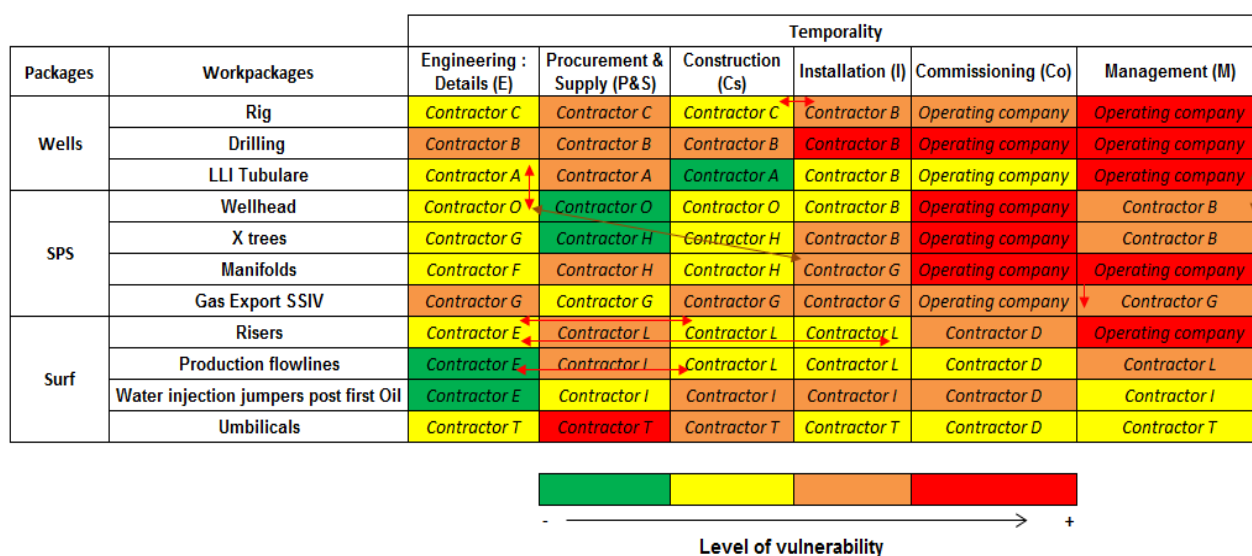 Temporality
Packages Workpackages Engineering : Details (E) Procurement & Supply (P&S) Construction (Cs) Installation (I) Commissioning (Co) Management (M)
Wells
Rig Contractor C Contractor C Contractor C Contractor B Operating company Operating company
Drilling Contractor B Contractor B Contractor B Contractor B Operating company Operating company
LLI Tubulare Contractor A Contractor A Contractor A Contractor B Operating company Operating company
SPS
Wellhead Contractor O Contractor O Contractor O Contractor B Operating company Contractor B
X trees Contractor G Contractor H Contractor H Contractor B Operating company Contractor B
Manifolds Contractor F Contractor H Contractor H Contractor G Operating company Operating company
Gas Export SSIV Contractor G Contractor G Contractor G Contractor G Operating company Contractor G
Surf
Risers Contractor E Contractor L Contractor L Contractor L Contractor D Operating company
Production flowlines Contractor E Contractor I Contractor L Contractor L Contractor D Contractor L
Water injection jumpers post first Oil Contractor E Contractor I Contractor I Contractor I Contractor D Contractor I
Umbilicals Contractor T Contractor T Contractor T Contractor T Contractor D Contractor T
- +
Level of vulnerability